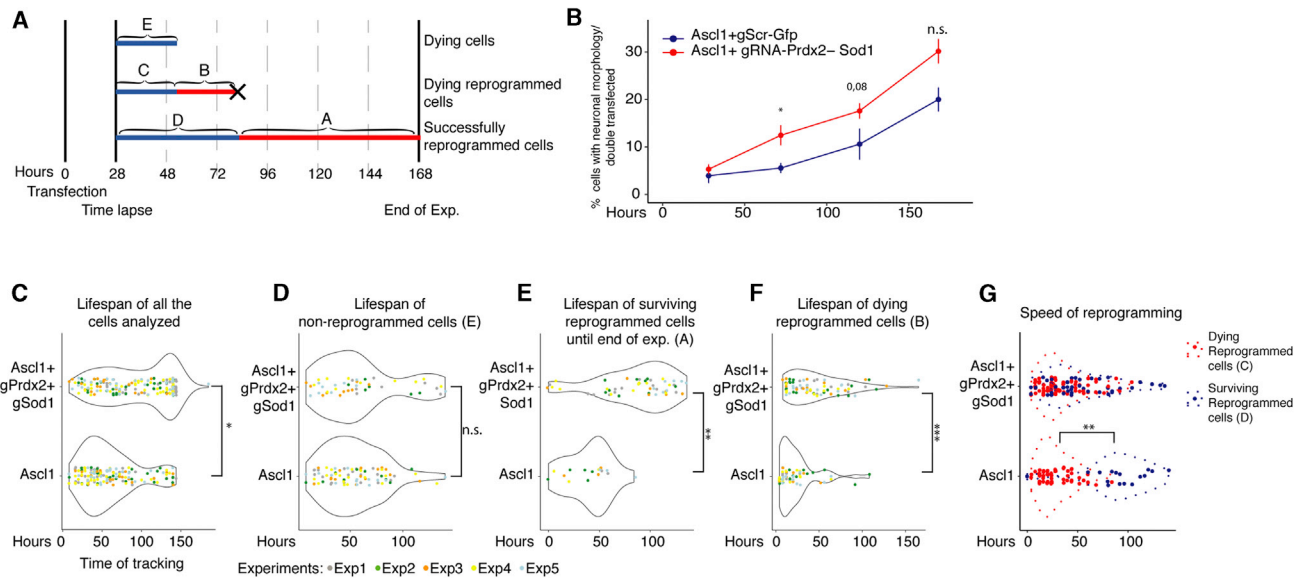 A
E
Dying cells
C
B
Dying reprogrammed
cells
D
A
Successfully
reprogrammed cells
Hours 0 28 48 72 96 120 144 168
Transfection
Time lapse
End of Exp.
B
Ascl1+gScr-Gfp
Ascl1+ gRNA-Prdx2– Sod1
n.s.
0,08
*
% cells with neuronal morphology/
double transfected
30
20
10
0
Hours 0 50 100 150
C
Lifespan of all the
cells analyzed
Ascl1+
gPrdx2+
gSod1
*
Ascl1
Hours 0 50 100 150
Time of tracking
D
Lifespan of
non-reprogrammed cells (E)
Ascl1+
gPrdx2+
gSod1
n.s.
Ascl1
Hours 50 100
E
Lifespan of surviving
reprogrammed cells
until end of exp. (A)
Ascl1+
gPrdx2+
Sod1
**
Ascl1
Hours 0 50 100
F
Lifespan of dying
reprogrammed cells (B)
Ascl1+
gPrdx2+
gSod1
***
Ascl1
Hours 0 50 100 150
G
Speed of reprogramming
Ascl1+
gPrdx2+
gSod1
**
Ascl1
Hours 0 50 100
Dying
Reprogrammed
cells (C)
Surviving
Reprogrammed
cells (D)
Experiments: Exp1 Exp2 Exp3 Exp4 Exp5